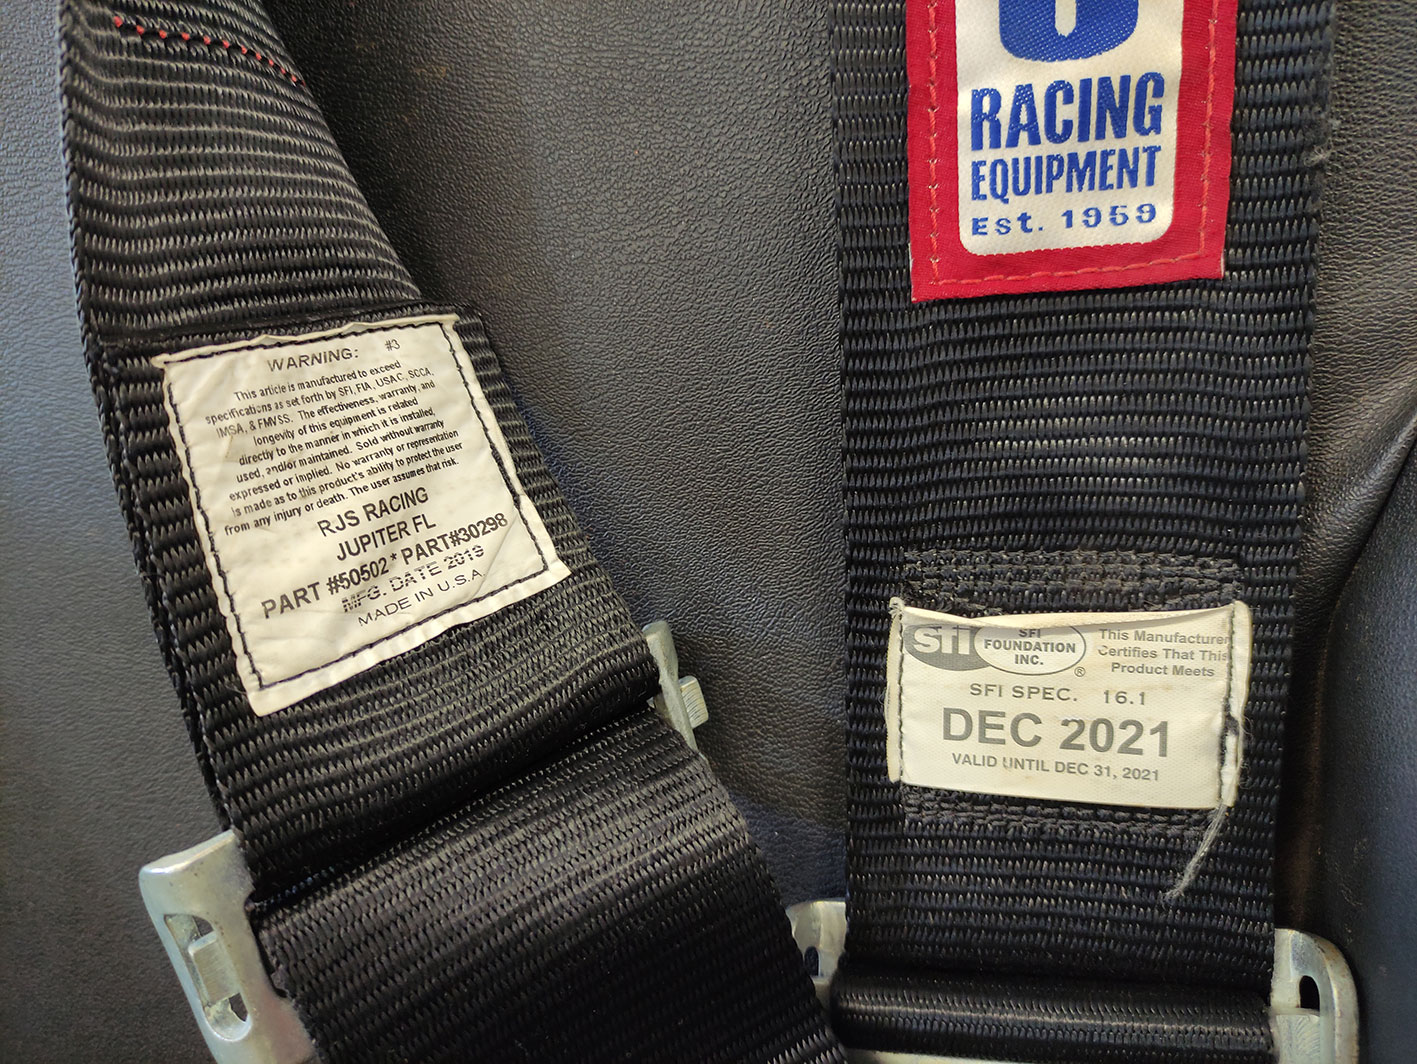 WARNING: #3
This article is manufactured to exceed
specifications as set forth by SFI, FIA, USAC, SCCA,
IMSA, & FMVSS. The effectiveness, warranty, and
longevity of this equipment is related
directly to the manner in which it is installed,
used, and/or maintained. Sold without warranty
expressed or implied. No warranty or representation
is made as to this product's ability to protect the user
from any injury or death. The user assumes that risk.
RJS RACING
JUPITER FL
PART #50502 * PART#30298
MFG. DATE 2019
MADE IN U.S.A
RACING
EQUIPMENT
Est. 1959
sfi SFI
FOUNDATION
INC. ®
This Manufacturer
Certifies That This
Product Meets
SFI SPEC. 16.1
DEC 2021
VALID UNTIL DEC 31, 2021